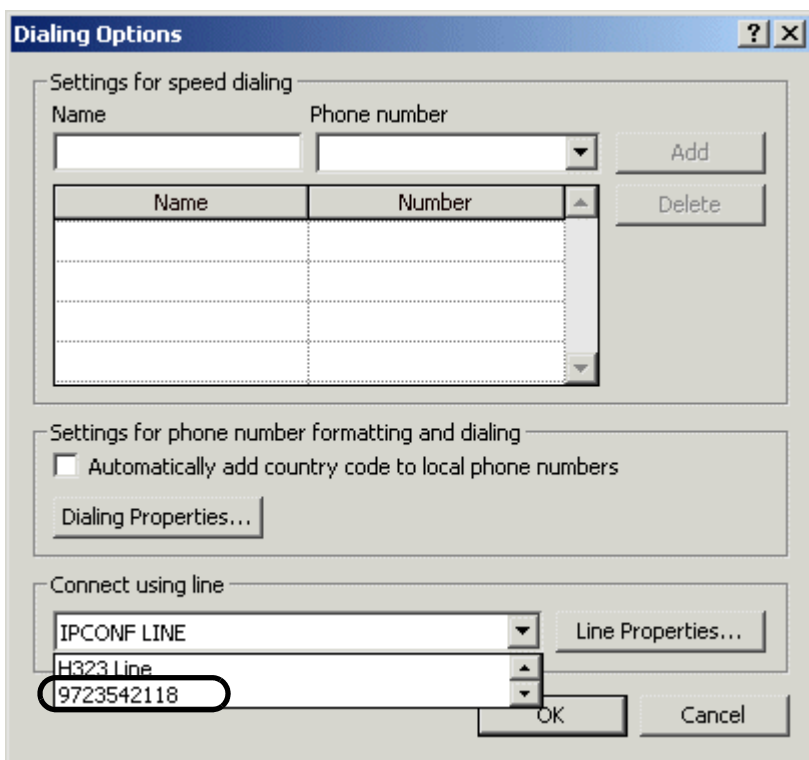 Dialing Options
Settings for speed dialing
Name Phone number
Add
Name Number
Delete
Settings for phone number formatting and dialing
Automatically add country code to local phone numbers
Dialing Properties...
Connect using line
IPCONF LINE
Line Properties...
H323 Line
9723542118
OK Cancel